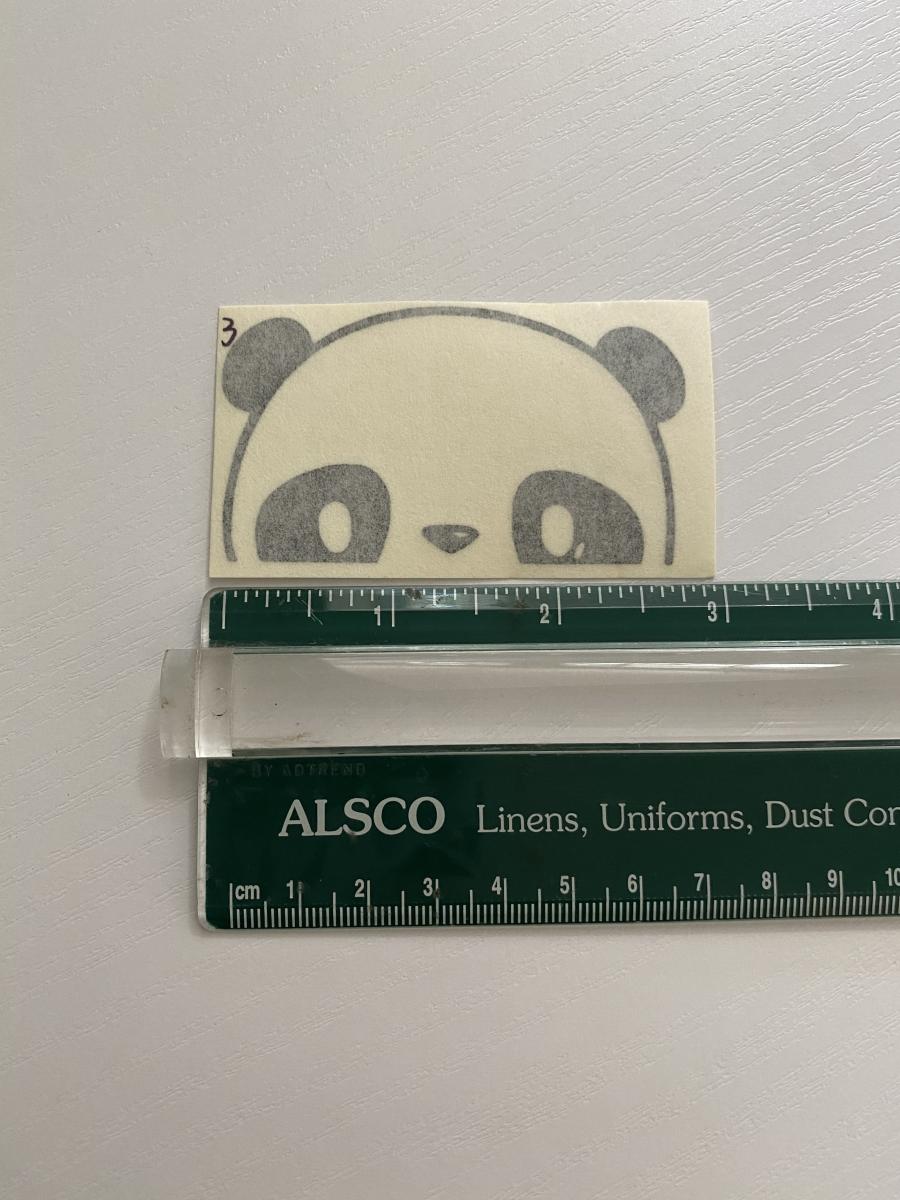 3
1 2 3 4
BY ADTREND
ALSCO Linens, Uniforms, Dust Con
cm 1 2 3 4 5 6 7 8 9 10